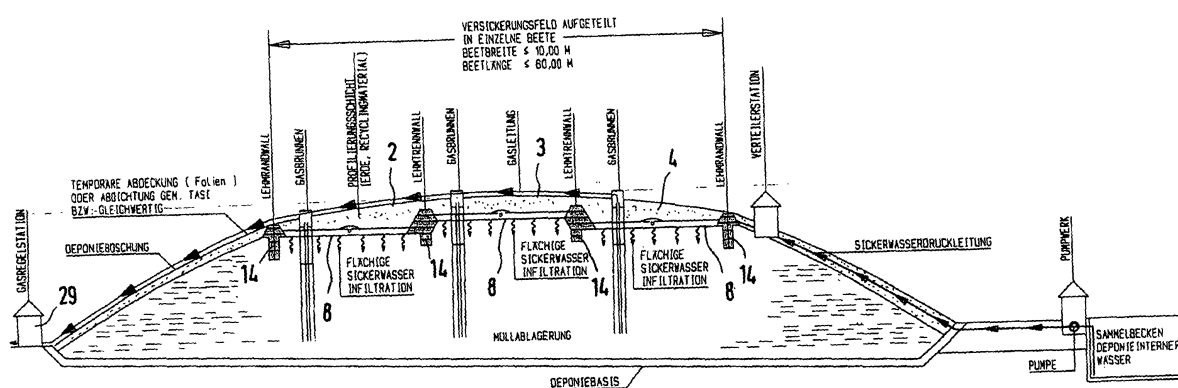 VERSICKERUNGSFELD AUFGETEILT
IN EINZELNE BEETE
BEETBREITE ≤ 10,00 M
BEETLÄNGE ≤ 60,00 M
LEHMRANDWALL
GASBRUNNEN
PROFILIERUNGSSCHICHT
(ERDE, RECYCLINGMATERIAL)
2
LEHMTRENNWALL
GASBRUNNEN
GASLEITUNG
3
LEHMTRENNWALL
GASBRUNNEN
4
LEHMRANDWALL
VERTEILERSTATION
TEMPORARE ABDECKUNG ( Folien )
ODER ABDICHTUNG GEM. TASI
BZW. GLEICHWERTIG
GASREGELSTATION
DEPONIEBÖSCHUNG
SICKERWASSERDRUCKLEITUNG
PUMPWERK
29
14
8
FLÄCHIGE
SICKERWASSER
INFILTRATION
14
8
FLÄCHIGE
SICKERWASSER
INFILTRATION
14
FLÄCHIGE
SICKERWASSER
INFILTRATION
8
14
MÜLLABLAGERUNG
SAMMELBECKEN
DEPONIEINTERNER
WASSER
PUMPE
DEPONIEBASIS